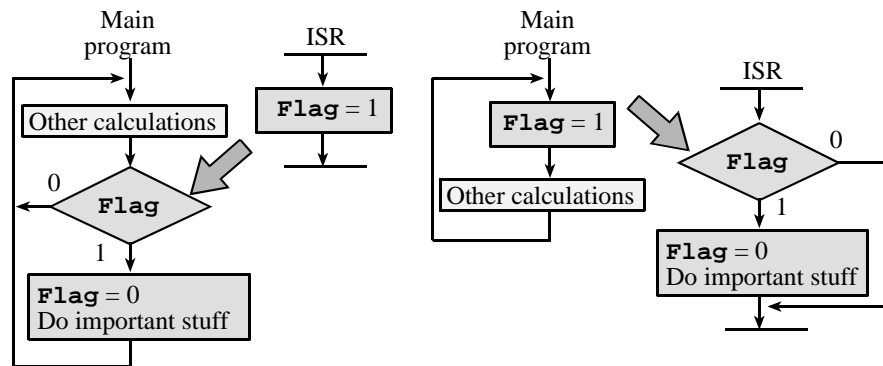 Main
program
ISR
Flag = 1
Other calculations
0
Flag
1
Flag = 0
Do important stuff
Main
program
ISR
Flag = 1
0
Flag
Other calculations
1
Flag = 0
Do important stuff